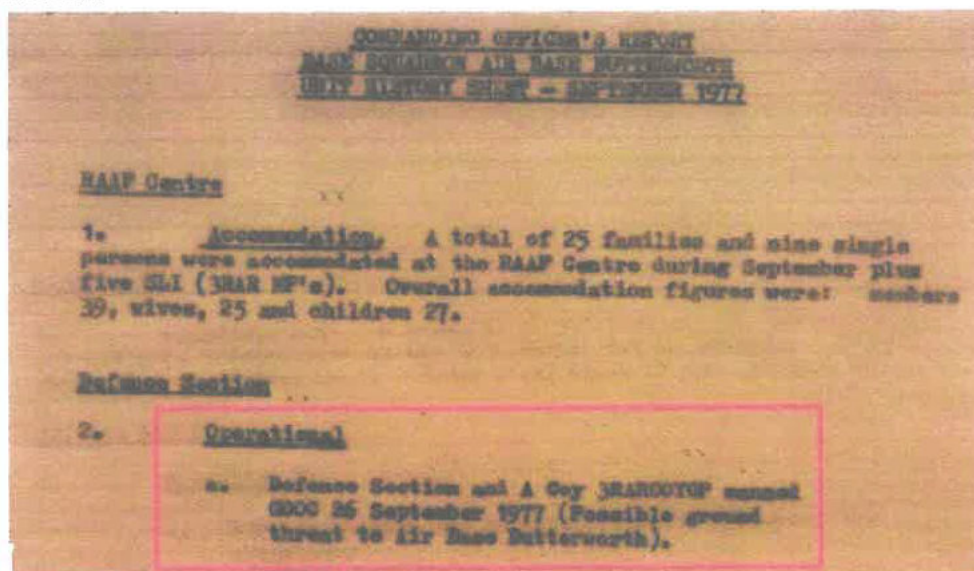 COMMANDING OFFICER'S REPORT
BASE SQUADRON AIR BASE BUTTERWORTH
UNIT HISTORY SHEET - SEPTEMBER 1977
RAAF Centre
1. Accommodation. A total of 25 families and nine single
persons were accommodated at the RAAF Centre during September plus
five SLI (3RAR MP's). Overall accommodation figures were: members
39, wives, 25 and children 27.
Defence Section
2. Operational
a. Defence Section and A Coy manned
GDOC 26 September 1977 (Possible ground
threat to Air Base Butterworth).